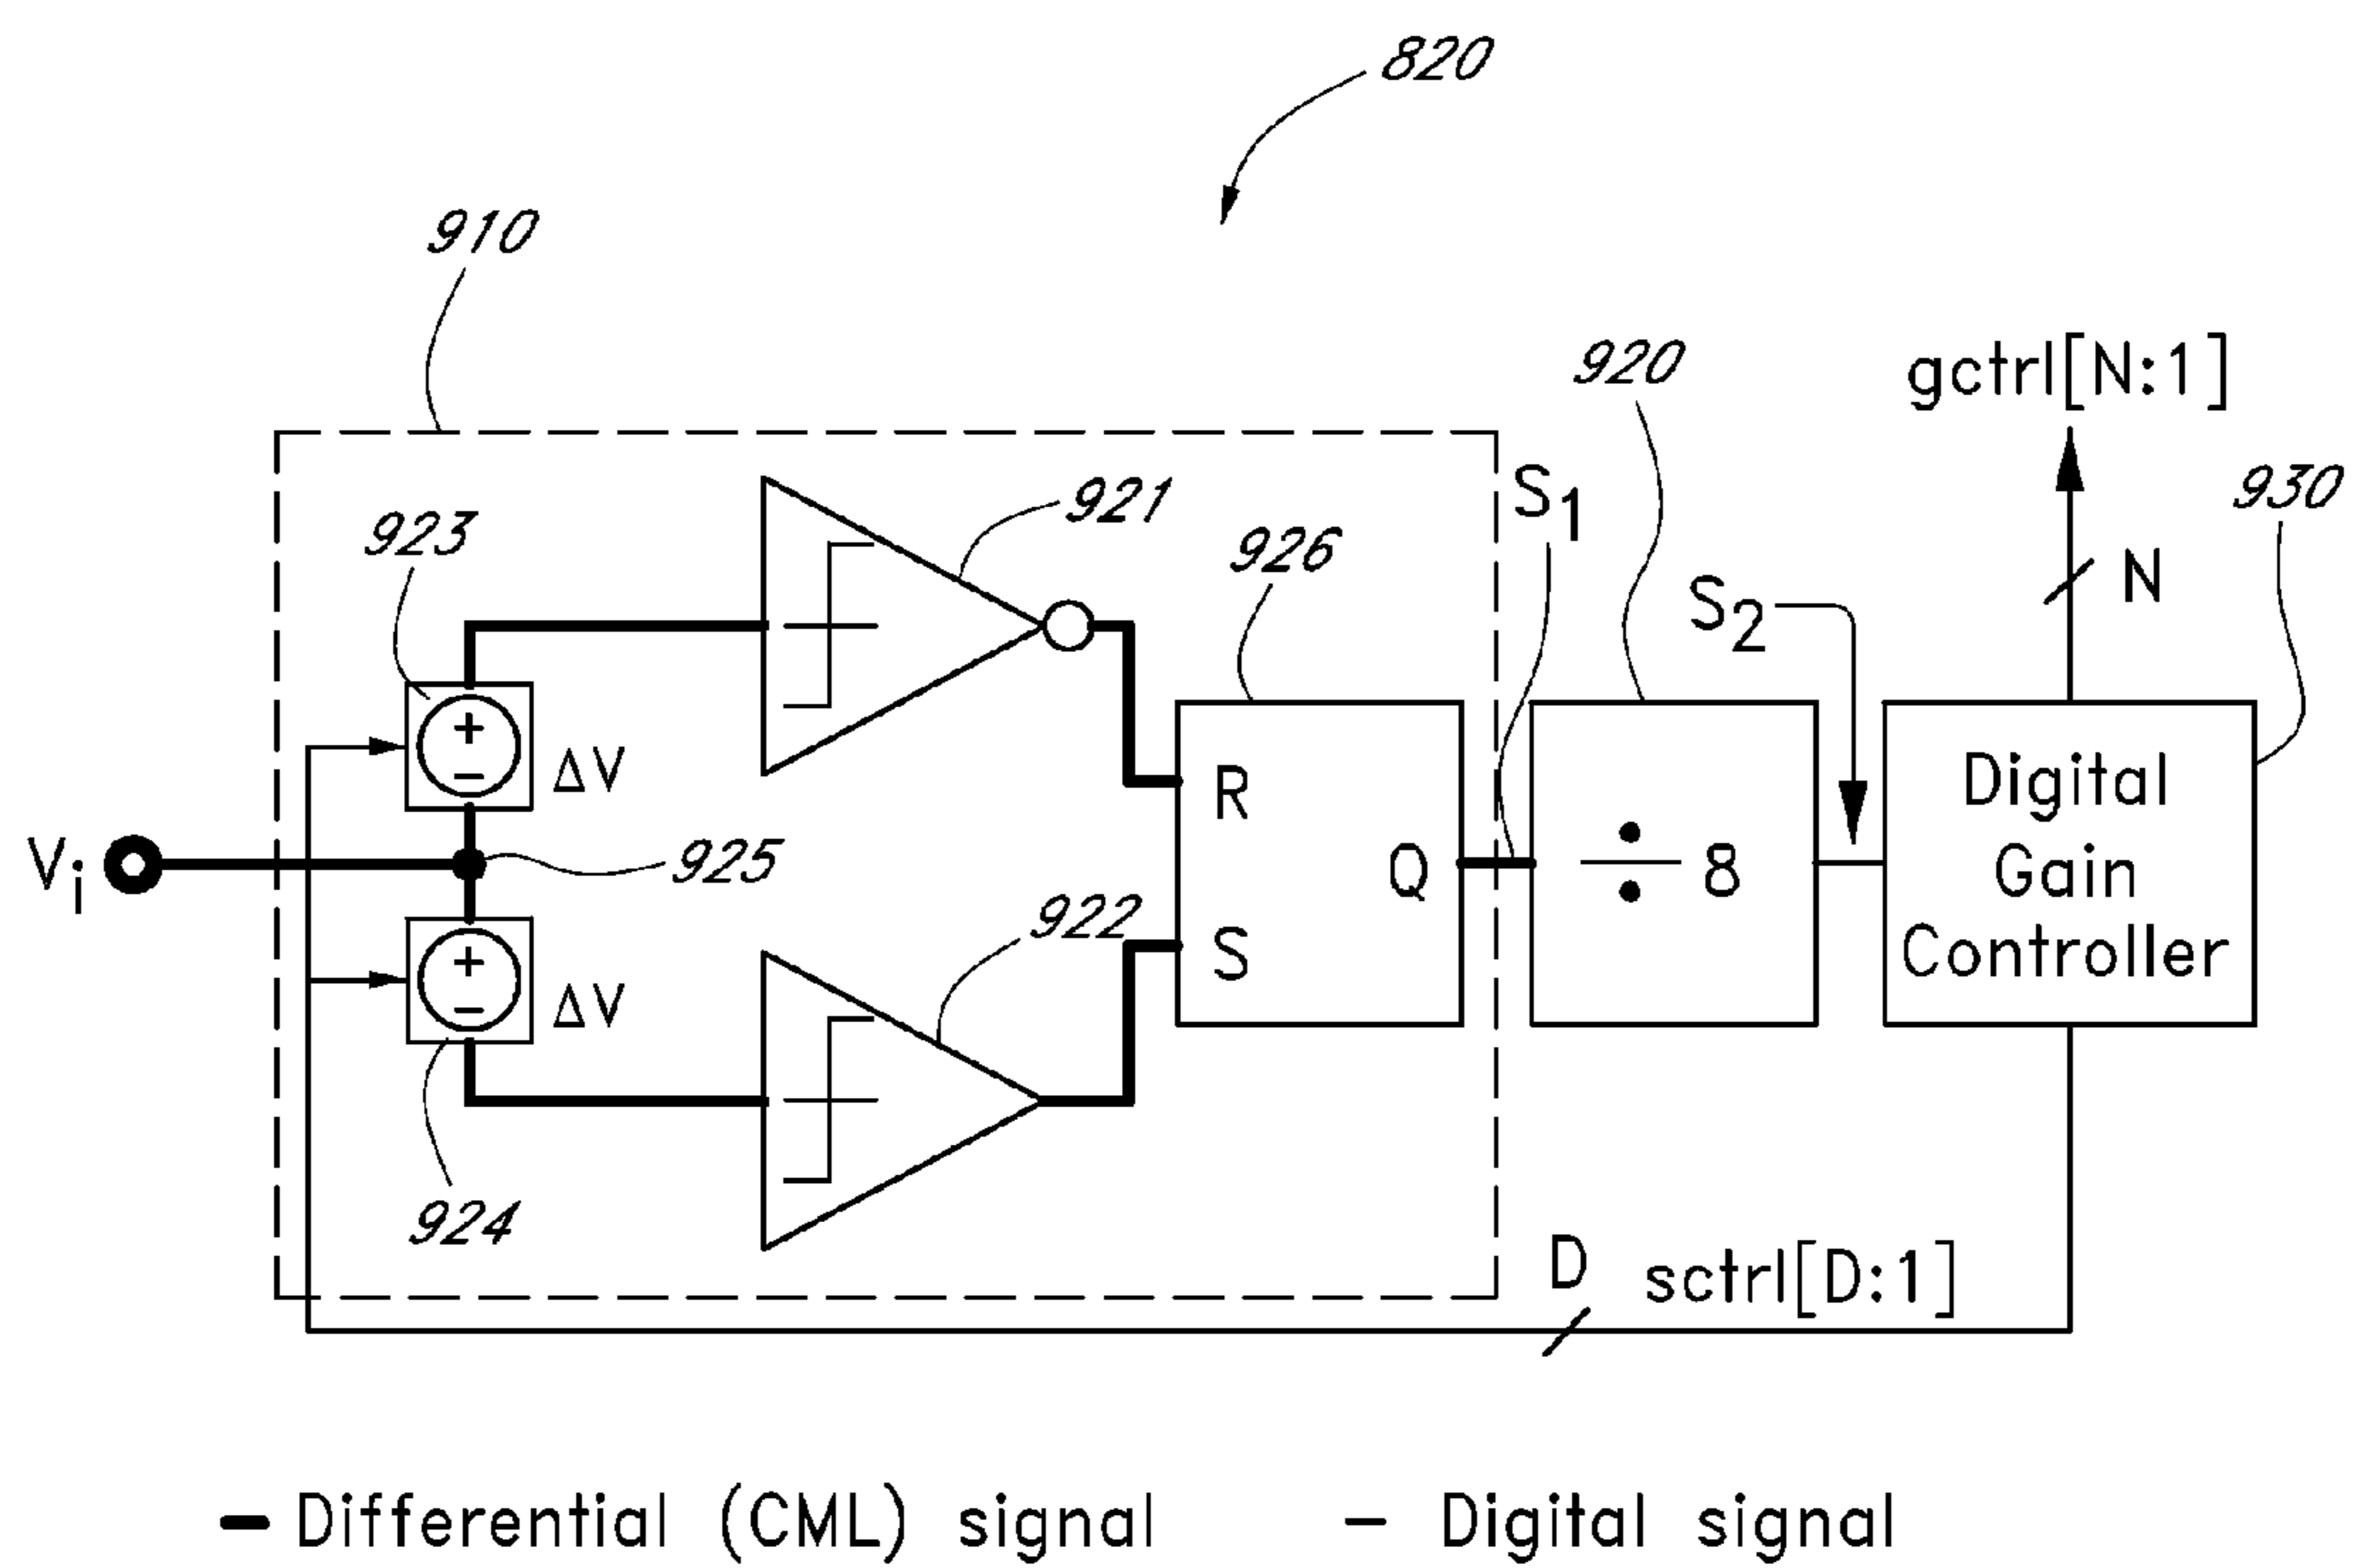 820
910
920
gctrl[N:1]
930
921
S1
923
926
N
S2
+
−
ΔV
R
Digital
Gain
Controller
Vi
925
Q
÷ 8
922
S
+
−
ΔV
924
D
sctrl[D:1]
Differential (CML) signal
Digital signal